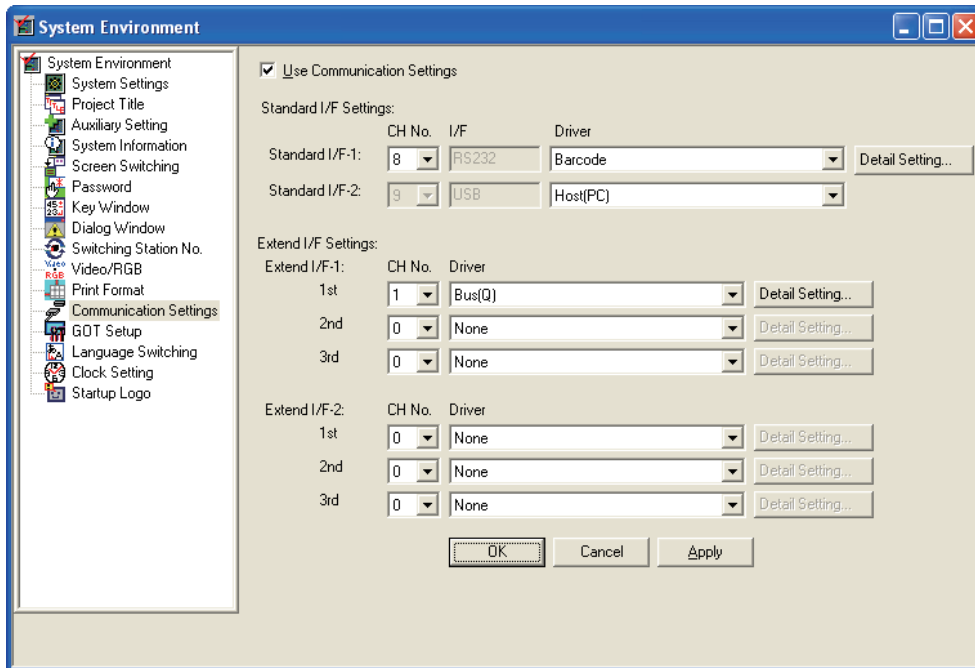 System Environment
System Environment
System Settings
Project Title
Auxiliary Setting
System Information
Screen Switching
Password
Key Window
Dialog Window
Switching Station No.
Video/RGB
Print Format
Communication Settings
GOT Setup
Language Switching
Clock Setting
Startup Logo
Use Communication Settings
Standard I/F Settings:
CH No. I/F Driver
Standard I/F-1: 8 RS232 Barcode Detail Setting...
Standard I/F-2: 9 USB Host(PC)
Extend I/F Settings:
Extend I/F-1: CH No. Driver
1st 1 Bus(Q) Detail Setting...
2nd 0 None Detail Setting...
3rd 0 None Detail Setting...
Extend I/F-2: CH No. Driver
1st 0 None Detail Setting...
2nd 0 None Detail Setting...
3rd 0 None Detail Setting...
OK Cancel Apply